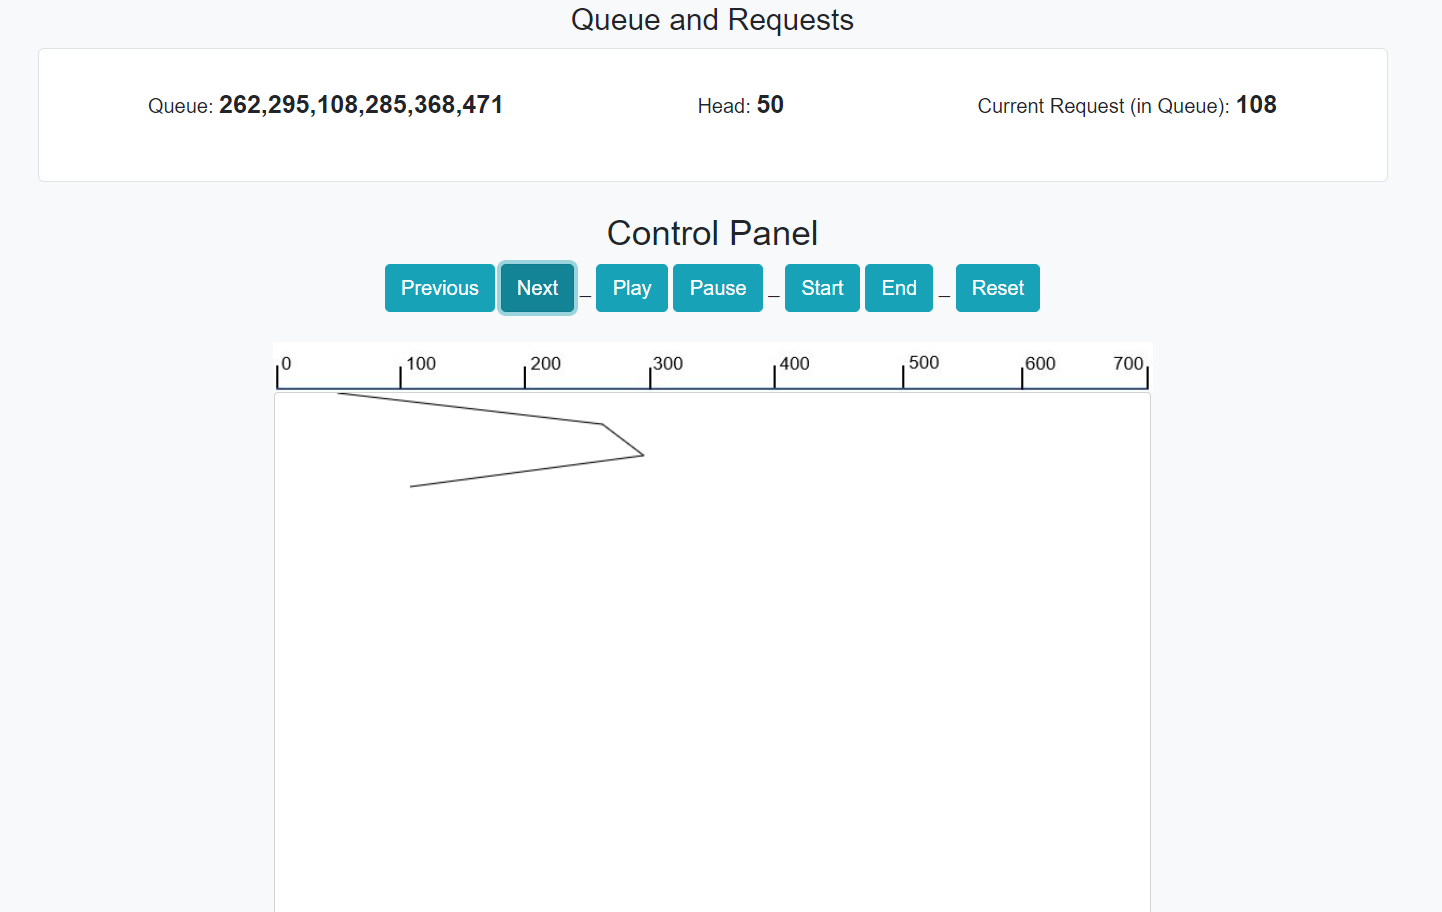 Queue and Requests
Queue: 262,295,108,285,368,471 Head: 50 Current Request (in Queue): 108
Control Panel
Previous Next _ Play Pause _ Start End _ Reset
0 100 200 300 400 500 600 700